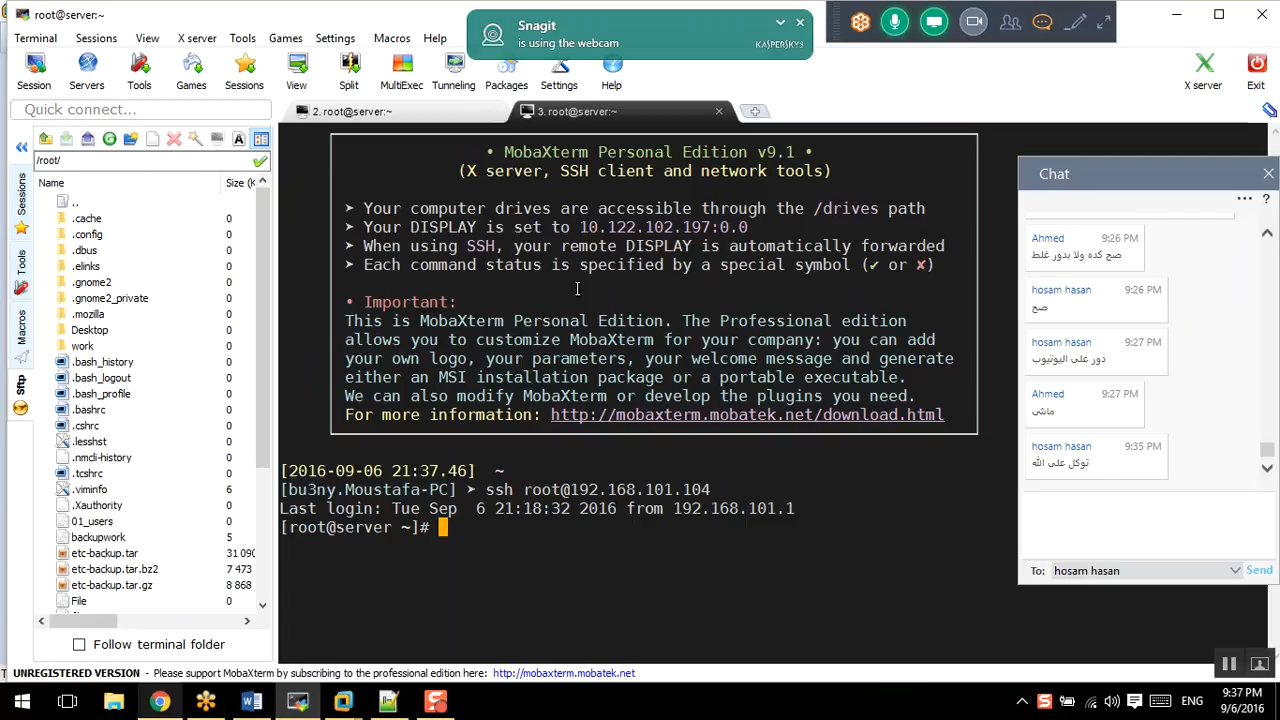 root@server:~
Snagit
is using the webcam
KASPERSKY
Terminal Sessions View X server Tools Games Settings Macros Help
Session Servers Tools Games Sessions View Split MultiExec Tunneling Packages Settings Help X server Exit
Quick connect...
2. root@server:~
3. root@server:~
/root/
Name Size (K
..
.cache 0
.config 0
.dbus 0
.elinks 0
.gnome2 0
.gnome2_private 0
.mozilla 0
Desktop 0
work 0
.bash_history 0
.bash_logout 0
.bash_profile 0
.bashrc 0
.cshrc 0
.lesshst 0
.nmcli-history 0
.tcshrc 0
.viminfo 6
.Xauthority 0
01_users 0
backupwork 5
etc-backup.tar 31 090
etc-backup.tar.bz2 7 473
etc-backup.tar.gz 8 868
File 0
Follow terminal folder
Sessions
Tools
Macros
Sftp
• MobaXterm Personal Edition v9.1 •
(X server, SSH client and network tools)
➤ Your computer drives are accessible through the /drives path
➤ Your DISPLAY is set to 10.122.102.197:0.0
➤ When using SSH, your remote DISPLAY is automatically forwarded
➤ Each command status is specified by a special symbol (✔ or ✘)
• Important:
This is MobaXterm Personal Edition. The Professional edition
allows you to customize MobaXterm for your company: you can add
your own logo, your parameters, your welcome message and generate
either an MSI installation package or a portable executable.
We can also modify MobaXterm or develop the plugins you need.
For more information: http://mobaxterm.mobatek.net/download.html
[2016-09-06 21:37.46] ~
[bu3ny.Moustafa-PC] ➤ ssh root@192.168.101.104
Last login: Tue Sep 6 21:18:32 2016 from 192.168.101.1
[root@server ~]#
Chat
Ahmed 9:26 PM
صح كده ولا بدور غلط
hosam hasan 9:26 PM
صح
hosam hasan 9:27 PM
دور على اليوتيوب
Ahmed 9:27 PM
ماشى
hosam hasan 9:35 PM
توكل على الله
To: hosam hasan Send
UNREGISTERED VERSION - Please support MobaXterm by subscribing to the professional edition here: http://mobaxterm.mobatek.net
ENG
9:37 PM
9/6/2016